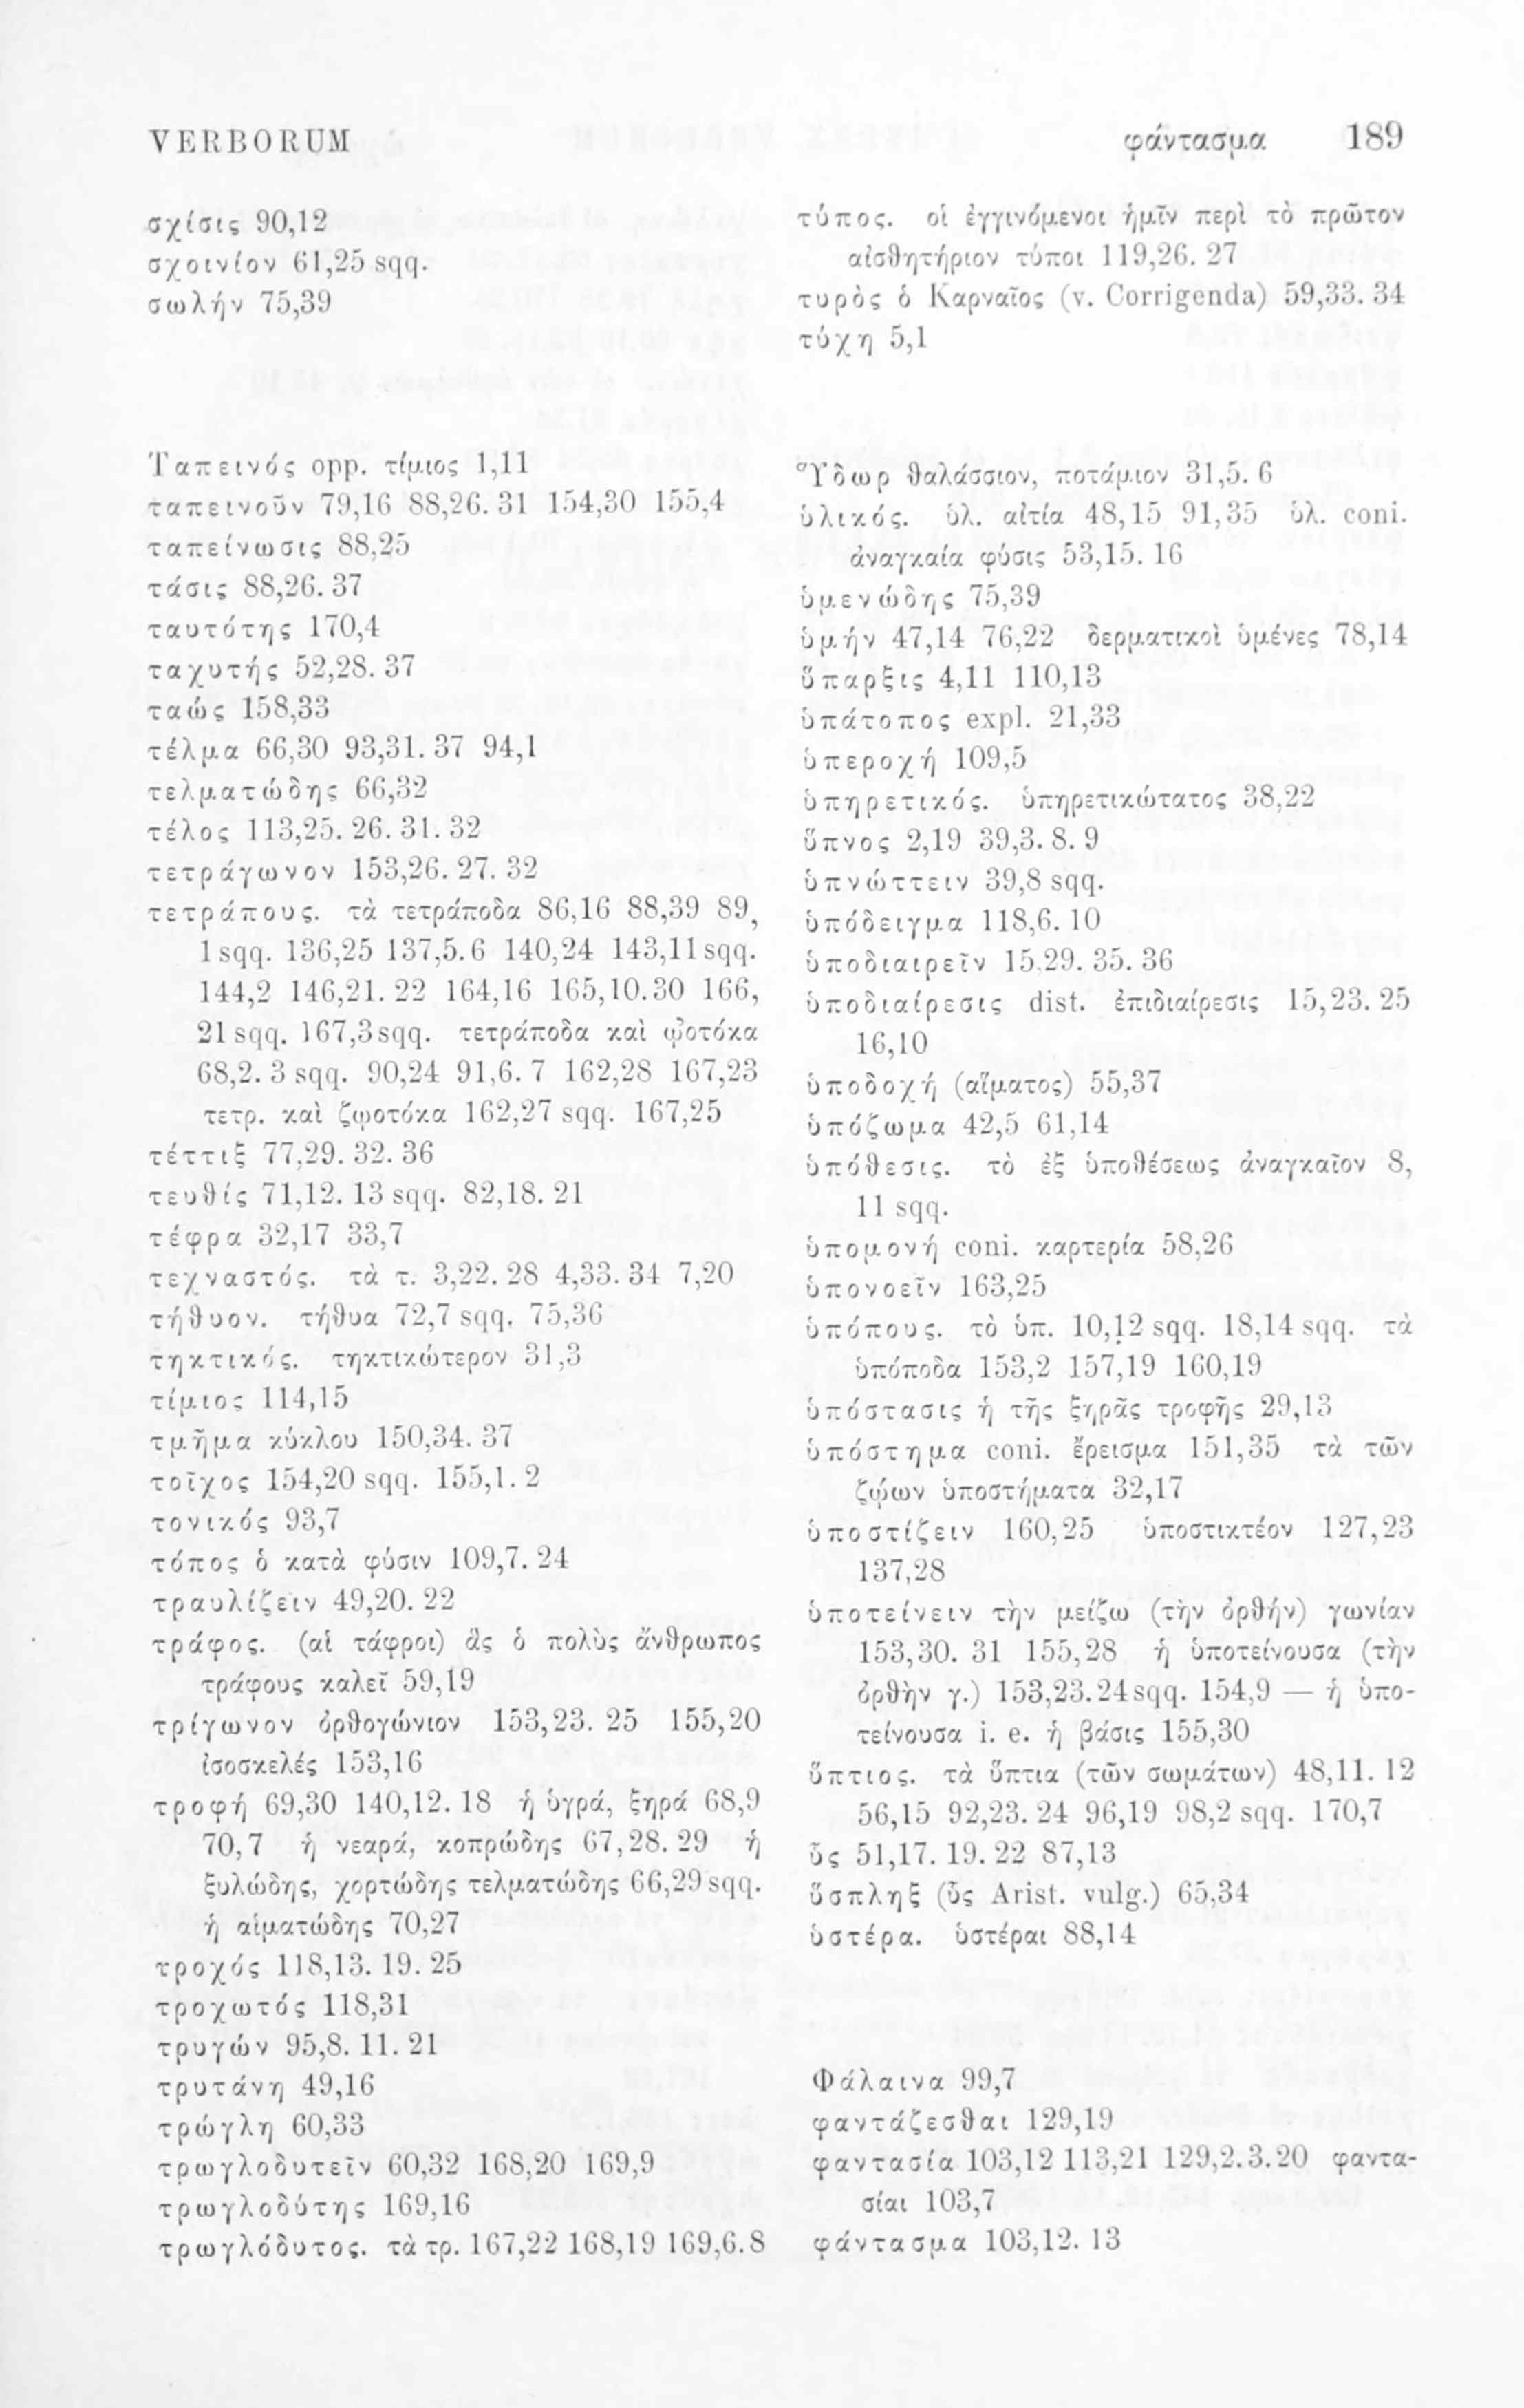 VERBORUM
φάντασμα 189
σχίσις 90,12
σχοινίον 61,25 sqq.
σωλήν 75,39
Ταπεινός opp. τίμιος 1,11
ταπεινοῦν 79,16 88,26. 31 154,30 155,4
ταπείνωσις 88,25
τάσις 88,26. 37
ταυτότης 170,4
ταχυτής 52,28. 37
ταώς 158,33
τέλμα 66,30 93,31. 37 94,1
τελματώδης 66,32
τέλος 113,25. 26. 31. 32
τετράγωνον 153,26. 27. 32
τετράπους. τὰ τετράποδα 86,16 88,39 89,
1 sqq. 136,25 137,5. 6 140,24 143,11 sqq.
144,2 146,21. 22 164,16 165,10. 30 166,
21 sqq. 167,3 sqq. τετράποδα καὶ ᾠοτόκα
68,2. 3 sqq. 90,24 91,6. 7 162,28 167,23
τετρ. καὶ ζῳοτόκα 162,27 sqq. 167,25
τέττιξ 77,29. 32. 36
τευθίς 71,12. 13 sqq. 82,18. 21
τέφρα 32,17 33,7
τεχναστός. τὰ τ. 3,22. 28 4,33. 34 7,20
τήθυον. τήθυα 72,7 sqq. 75,36
τηκτικός. τηκτικώτερον 31,3
τίμιος 114,15
τμῆμα κύκλου 150,34. 37
τοῖχος 154,20 sqq. 155,1. 2
τονικός 93,7
τόπος ὁ κατὰ φύσιν 109,7. 24
τραυλίζειν 49,20. 22
τράφος. (αἱ τάφροι) ἃς ὁ πολὺς ἄνθρωπος
τράφους καλεῖ 59,19
τρίγωνον ὀρθογώνιον 153,23. 25 155,20
ἰσοσκελές 153,16
τροφή 69,30 140,12. 18 ἡ ὑγρά, ξηρά 68,9
70,7 ἡ νεαρά, κοπρώδης 67,28. 29 ἡ
ξυλώδης, χορτώδης τελματώδης 66,29 sqq.
ἡ αἱματώδης 70,27
τροχός 118,13. 19. 25
τροχωτός 118,31
τρυγών 95,8. 11. 21
τρυτάνη 49,16
τρώγλη 60,33
τρωγλοδυτεῖν 60,32 168,20 169,9
τρωγλοδύτης 169,16
τρωγλόδυτος. τὰ τρ. 167,22 168,19 169,6. 8
τύπος. οἱ ἐγγινόμενοι ἡμῖν περὶ τὸ πρῶτον
αἰσθητήριον τύποι 119,26. 27
τυρὸς ὁ Καρναῖος (v. Corrigenda) 59,33. 34
τύχη 5,1
Ὕδωρ θαλάσσιον, ποτάμιον 31,5. 6
ὑλικός. ὑλ. αἰτία 48,15 91,35 ὑλ. coni.
ἀναγκαία φύσις 53,15. 16
ὑμενώδης 75,39
ὑμήν 47,14 76,22 δερματικοὶ ὑμένες 78,14
ὕπαρξις 4,11 110,13
ὑπάτοπος expl. 21,33
ὑπεροχή 109,5
ὑπηρετικός. ὑπηρετικώτατος 38,22
ὕπνος 2,19 39,3. 8. 9
ὑπνώττειν 39,8 sqq.
ὑπόδειγμα 118,6. 10
ὑποδιαιρεῖν 15,29. 35. 36
ὑποδιαίρεσις dist. ἐπιδιαίρεσις 15,23. 25
16,10
ὑποδοχή (αἵματος) 55,37
ὑπόζωμα 42,5 61,14
ὑπόθεσις. τὸ ἐξ ὑποθέσεως ἀναγκαῖον 8,
11 sqq.
ὑπομονή coni. καρτερία 58,26
ὑπονοεῖν 163,25
ὑπόπους. τὸ ὑπ. 10,12 sqq. 18,14 sqq. τὰ
ὑπόποδα 153,2 157,19 160,19
ὑπόστασις ἡ τῆς ξηρᾶς τροφῆς 29,13
ὑπόστημα coni. ἔρεισμα 151,35 τὰ τῶν
ζῴων ὑποστήματα 32,17
ὑποστίζειν 160,25 ὑποστικτέον 127,23
137,28
ὑποτείνειν τὴν μείζω (τὴν ὀρθήν) γωνίαν
153,30. 31 155,28 ἡ ὑποτείνουσα (τὴν
ὀρθὴν γ.) 153,23. 24 sqq. 154,9 — ἡ ὑπο-
τείνουσα i. e. ἡ βάσις 155,30
ὕπτιος. τὰ ὕπτια (τῶν σωμάτων) 48,11. 12
56,15 92,23. 24 96,19 98,2 sqq. 170,7
ὗς 51,17. 19. 22 87,13
ὕσπληξ (ὗς Arist. vulg.) 65,34
ὑστέρα. ὑστέραι 88,14
Φάλαινα 99,7
φαντάζεσθαι 129,19
φαντασία 103,12 113,21 129,2. 3. 20 φαντα-
σίαι 103,7
φάντασμα 103,12. 13